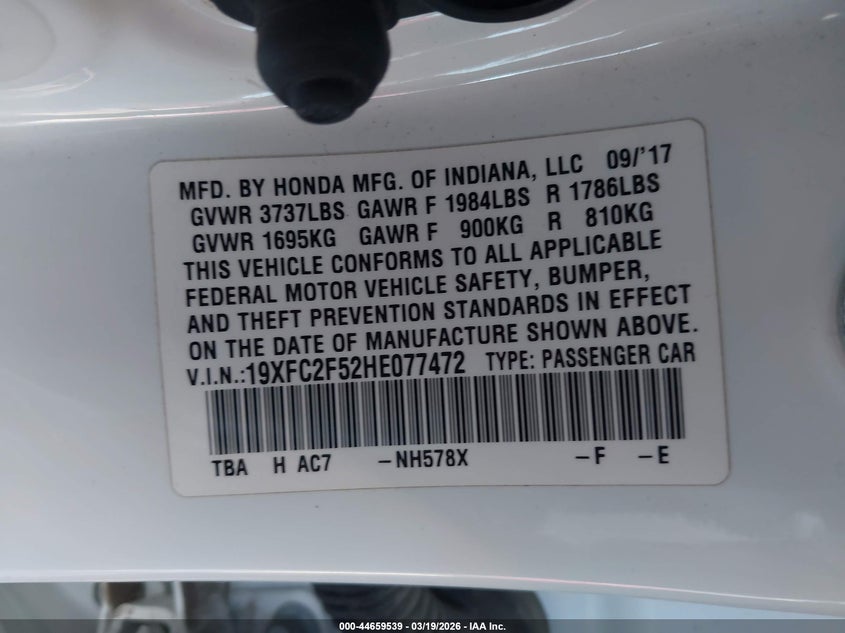 MFD. BY HONDA MFG. OF INDIANA, LLC 09/'17
GVWR 3737LBS GAWR F 1984LBS R 1786LBS
GVWR 1695KG GAWR F 900KG R 810KG
THIS VEHICLE CONFORMS TO ALL APPLICABLE
FEDERAL MOTOR VEHICLE SAFETY, BUMPER,
AND THEFT PREVENTION STANDARDS IN EFFECT
ON THE DATE OF MANUFACTURE SHOWN ABOVE.
V.I.N.:19XFC2F52HE077472 TYPE: PASSENGER CAR
TBA H AC7 -NH578X -F -E
000-44659539 — 03/19/2026 — IAA Inc.